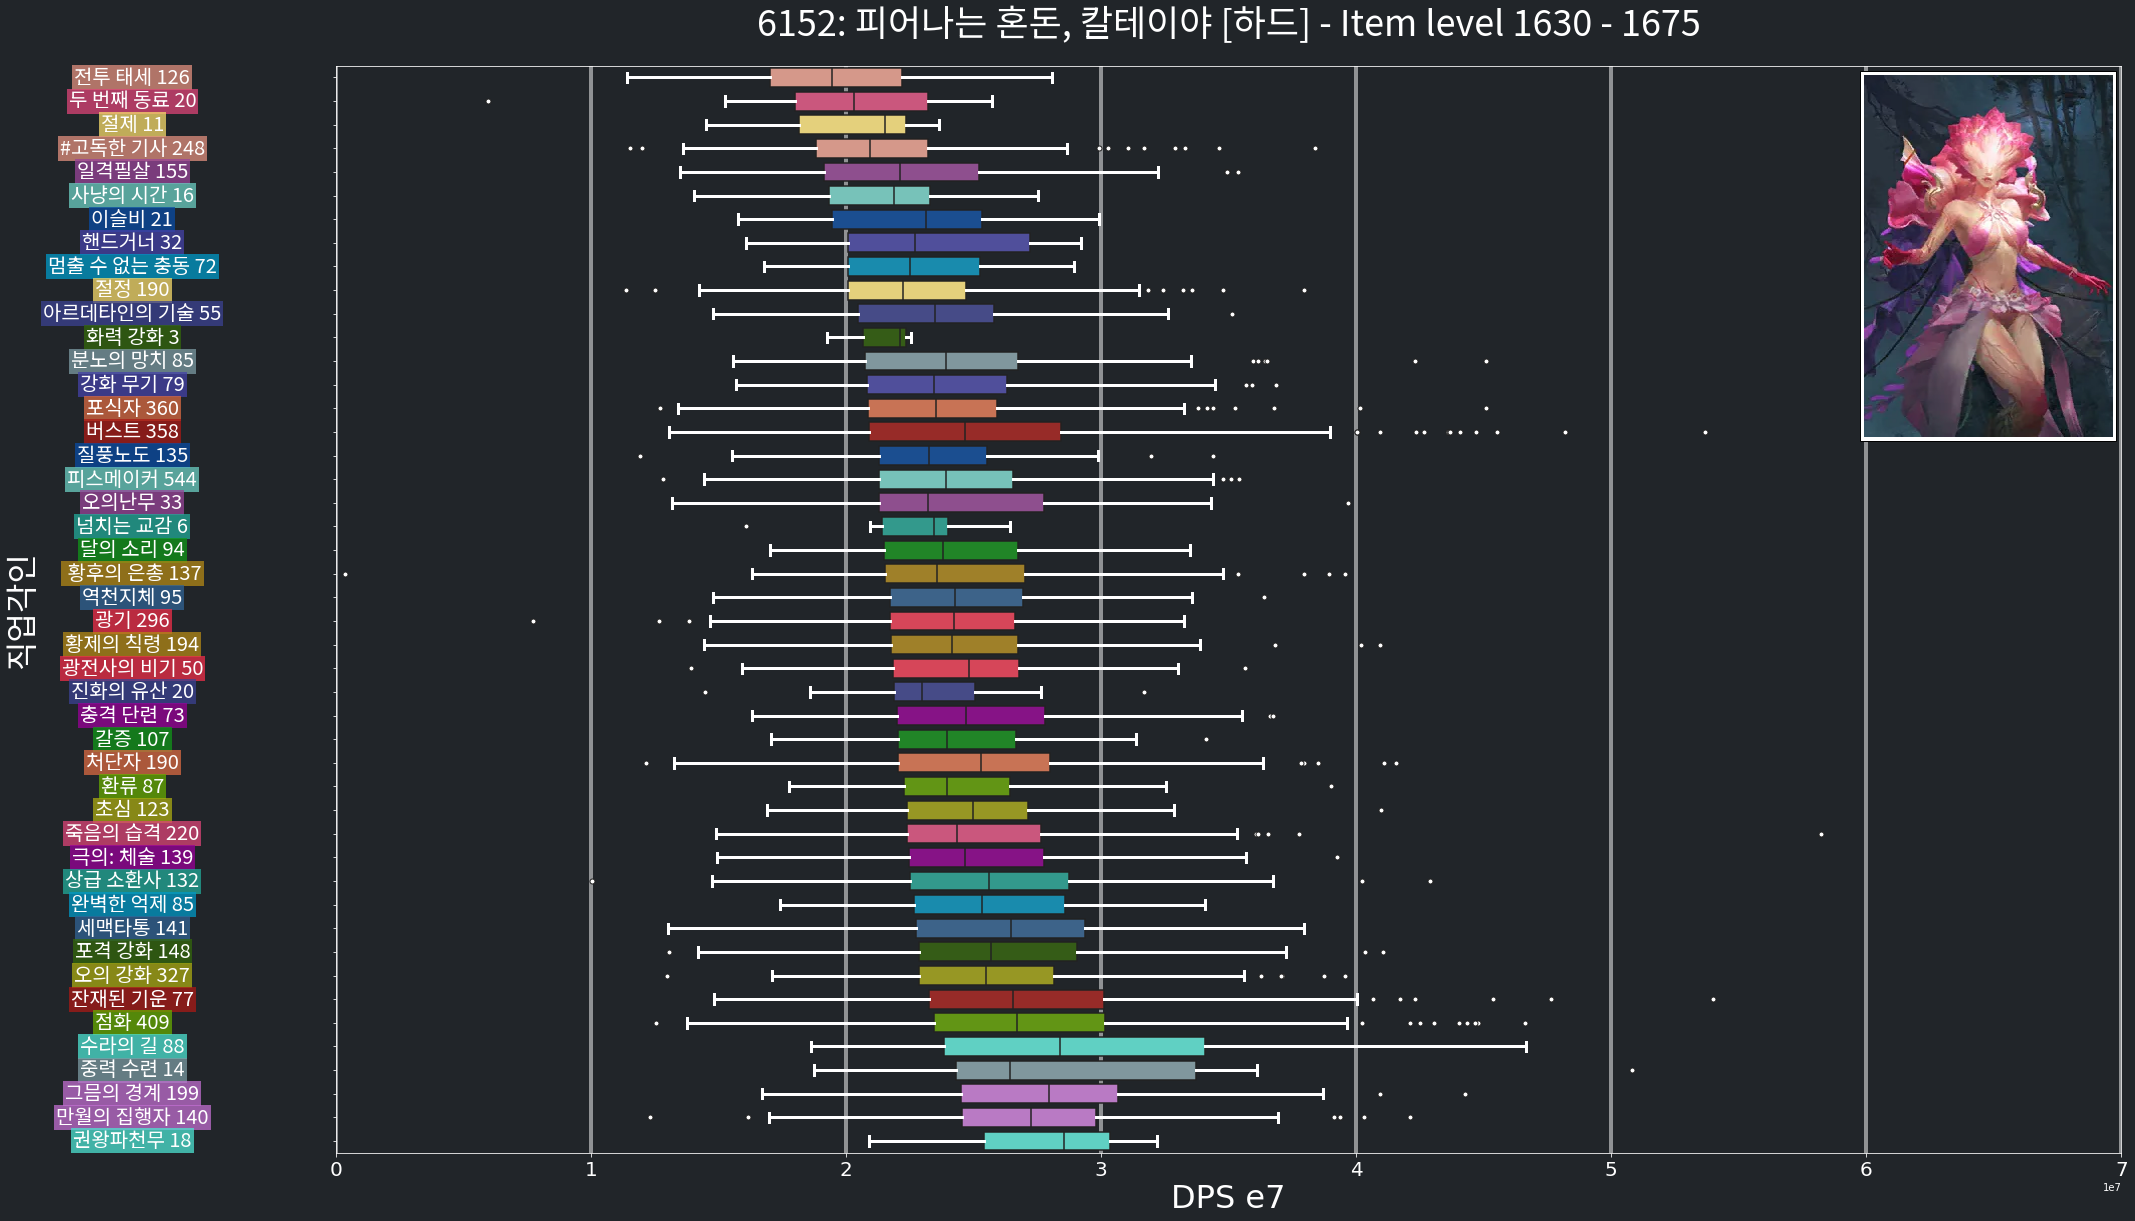 6152: 피어나는 혼돈, 칼테이야 [하드] - Item level 1630 - 1675
전투 태세 126
두 번째 동료 20
절제 11
#고독한 기사 248
일격필살 155
사냥의 시간 16
이슬비 21
핸드거너 32
멈출 수 없는 충동 72
절정 190
아르데타인의 기술 55
화력 강화 3
분노의 망치 85
강화 무기 79
포식자 360
버스트 358
질풍노도 135
피스메이커 544
오의난무 33
넘치는 교감 6
달의 소리 94
황후의 은총 137
역천지체 95
광기 296
황제의 칙령 194
광전사의 비기 50
진화의 유산 20
충격 단련 73
갈증 107
처단자 190
환류 87
초심 123
죽음의 습격 220
극의: 체술 139
상급 소환사 132
완벽한 억제 85
세맥타통 141
포격 강화 148
오의 강화 327
잔재된 기운 77
점화 409
수라의 길 88
중력 수련 14
그믐의 경계 199
만월의 집행자 140
권왕파천무 18
직업각인
0 1 2 3 4 5 6 7
1e7
DPS e7